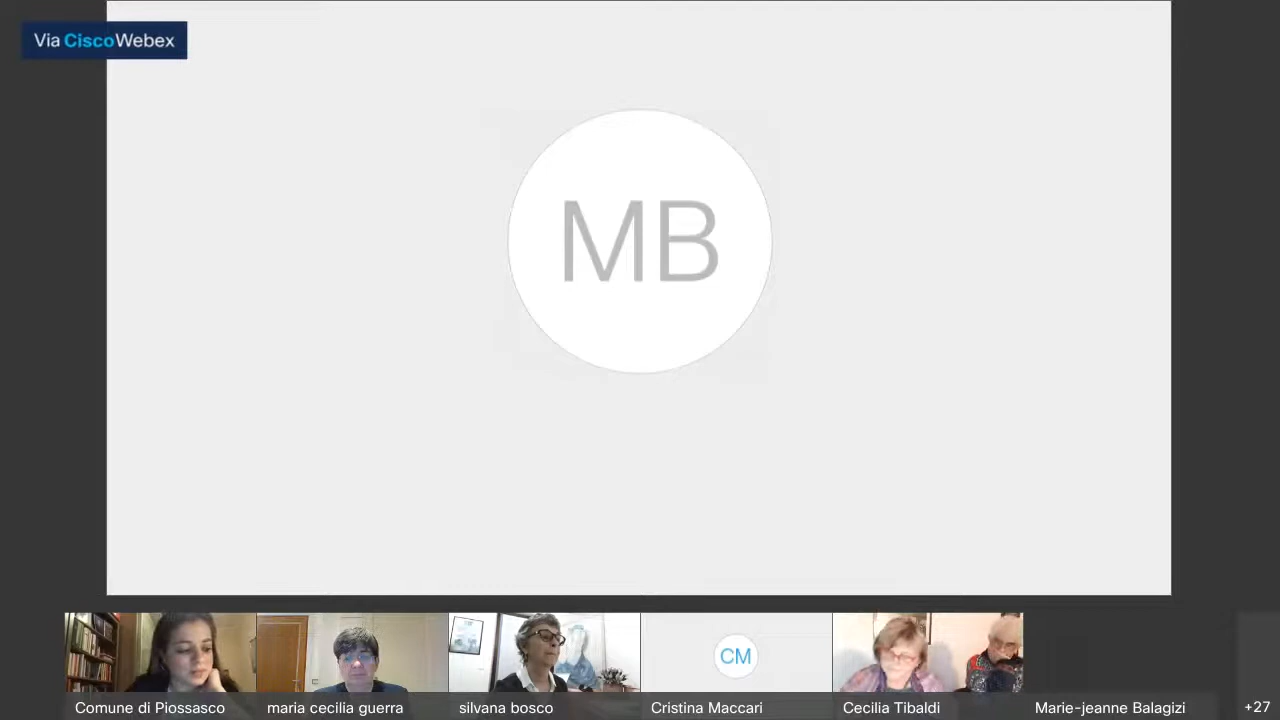 Via CiscoWebex
MB
CM
Comune di Piossasco
maria cecilia guerra
silvana bosco
Cristina Maccari
Cecilia Tibaldi
Marie-jeanne Balagizi
+27